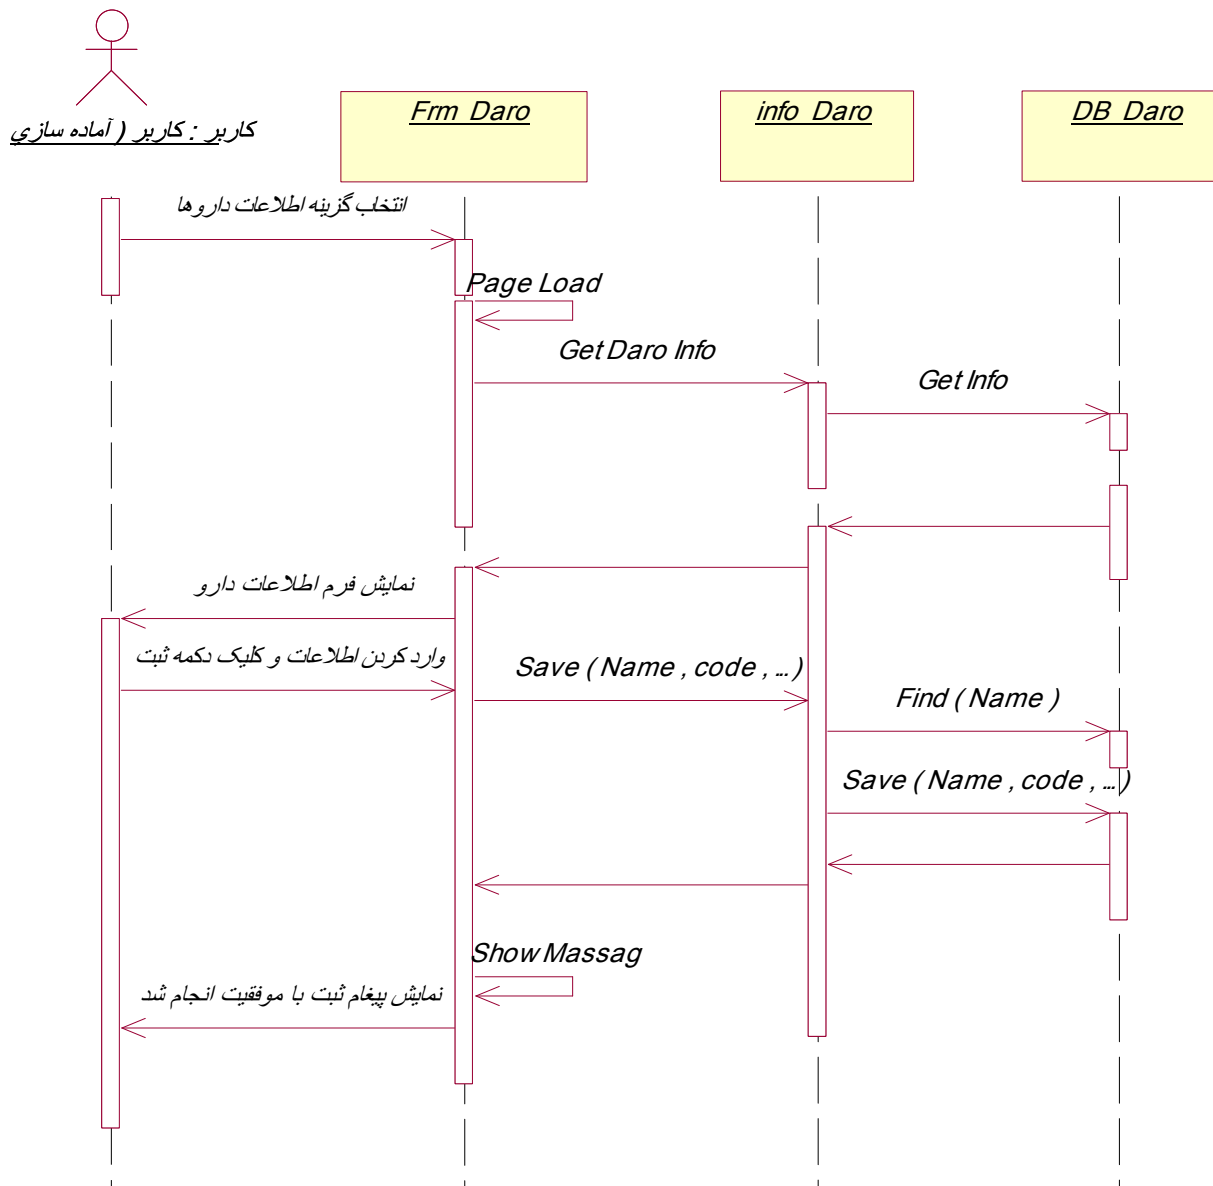 کاربر : کاربر ( آماده سازي
Frm_Daro
info_Daro
DB_Daro
انتخاب گزینه اطلاعات داروها
Page Load
Get Daro Info
Get Info
نمایش فرم اطلاعات دارو
وارد کردن اطلاعات و کلیک دکمه ثبت
Save ( Name , code , ... )
Find ( Name )
Save ( Name , code , ... )
Show Massag
نمایش پیغام ثبت با موفقیت انجام شد